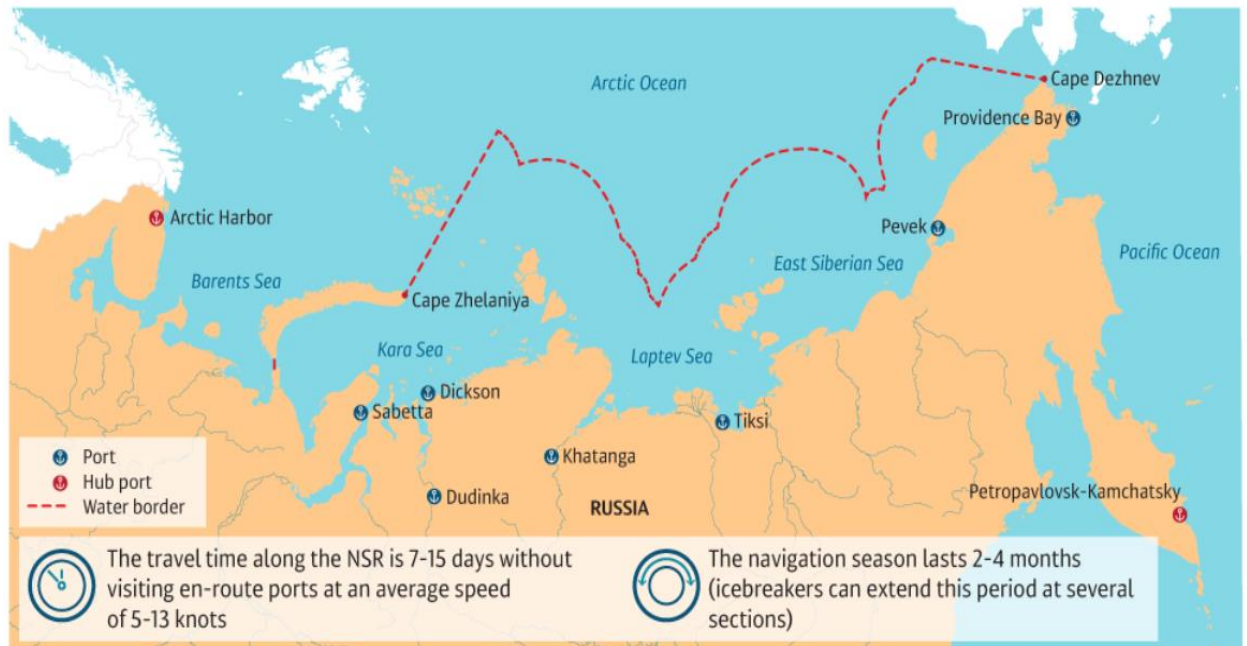 Arctic Ocean
Cape Dezhnev
Providence Bay
Arctic Harbor
Pevek
Pacific Ocean
East Siberian Sea
Barents Sea
Cape Zhelaniya
Kara Sea
Laptev Sea
Dickson
Sabetta
Tiksi
Khatanga
Dudinka
RUSSIA
Petropavlovsk-Kamchatsky
Port
Hub port
Water border
The travel time along the NSR is 7-15 days without
visiting en-route ports at an average speed
of 5-13 knots
The navigation season lasts 2-4 months
(icebreakers can extend this period at several
sections)